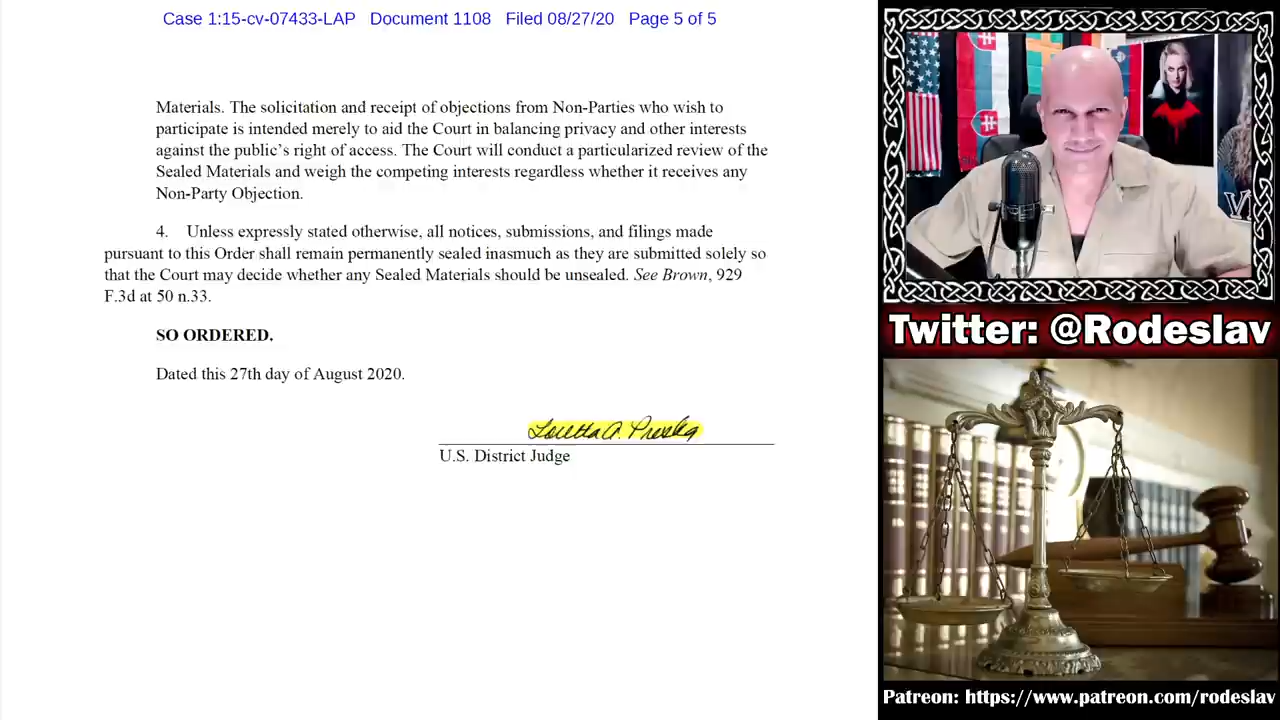 Case 1:15-cv-07433-LAP Document 1108 Filed 08/27/20 Page 5 of 5
Materials. The solicitation and receipt of objections from Non-Parties who wish to
participate is intended merely to aid the Court in balancing privacy and other interests
against the public’s right of access. The Court will conduct a particularized review of the
Sealed Materials and weigh the competing interests regardless whether it receives any
Non-Party Objection.
4. Unless expressly stated otherwise, all notices, submissions, and filings made
pursuant to this Order shall remain permanently sealed inasmuch as they are submitted solely so
that the Court may decide whether any Sealed Materials should be unsealed. See Brown, 929
F.3d at 50 n.33.
SO ORDERED.
Dated this 27th day of August 2020.
Loretta A. Preska
U.S. District Judge
Twitter: @Rodeslav
Patreon: https://www.patreon.com/rodeslav